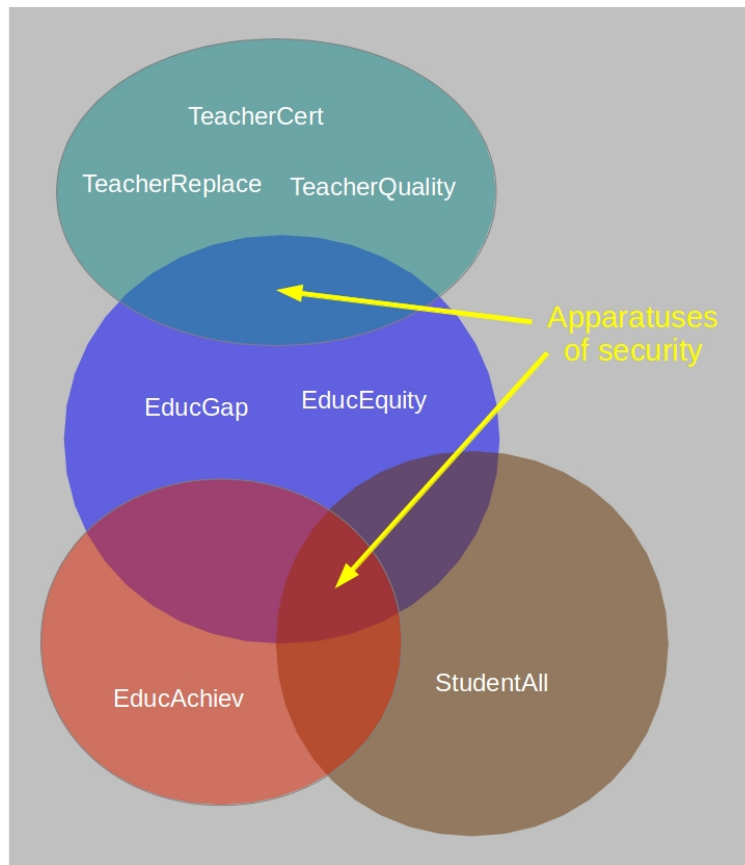 TeacherCert
TeacherReplace
TeacherQuality
Apparatuses
of security
EducGap
EducEquity
EducAchiev
StudentAll